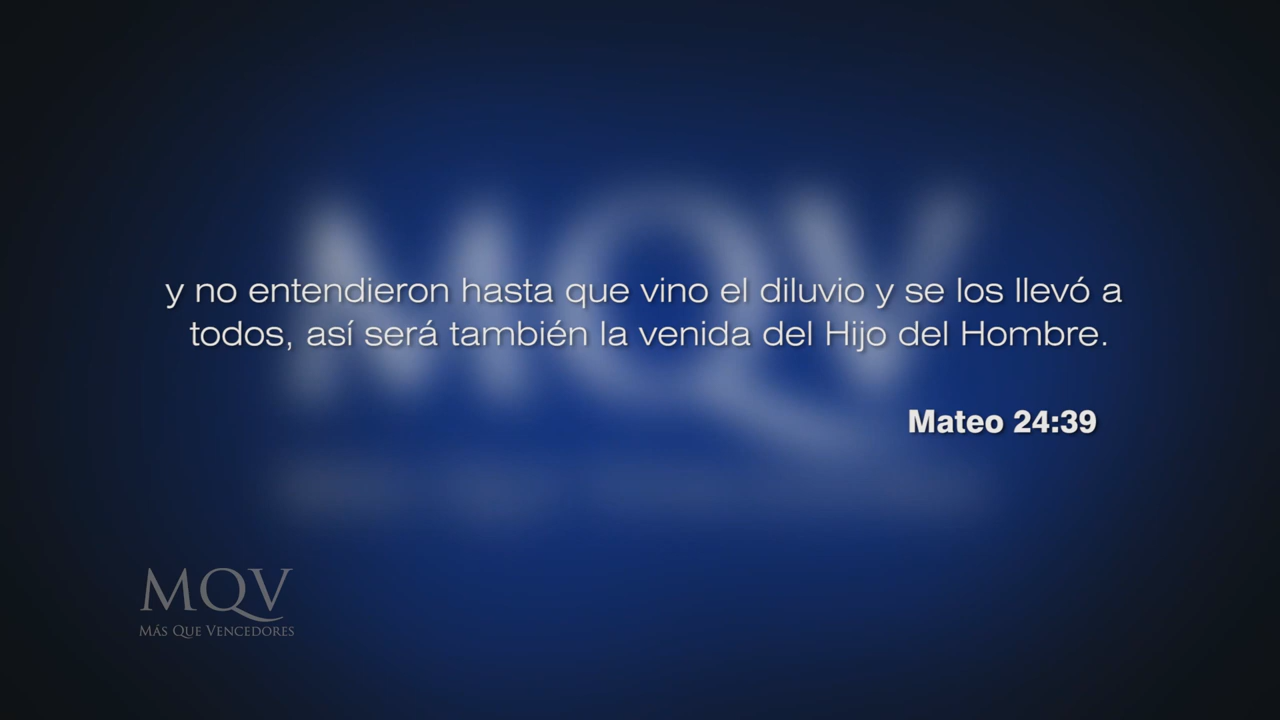 y no entendieron hasta que vino el diluvio y se los llevó a
todos, así será también la venida del Hijo del Hombre.
Mateo 24:39
MQV
MÁS QUE VENCEDORES